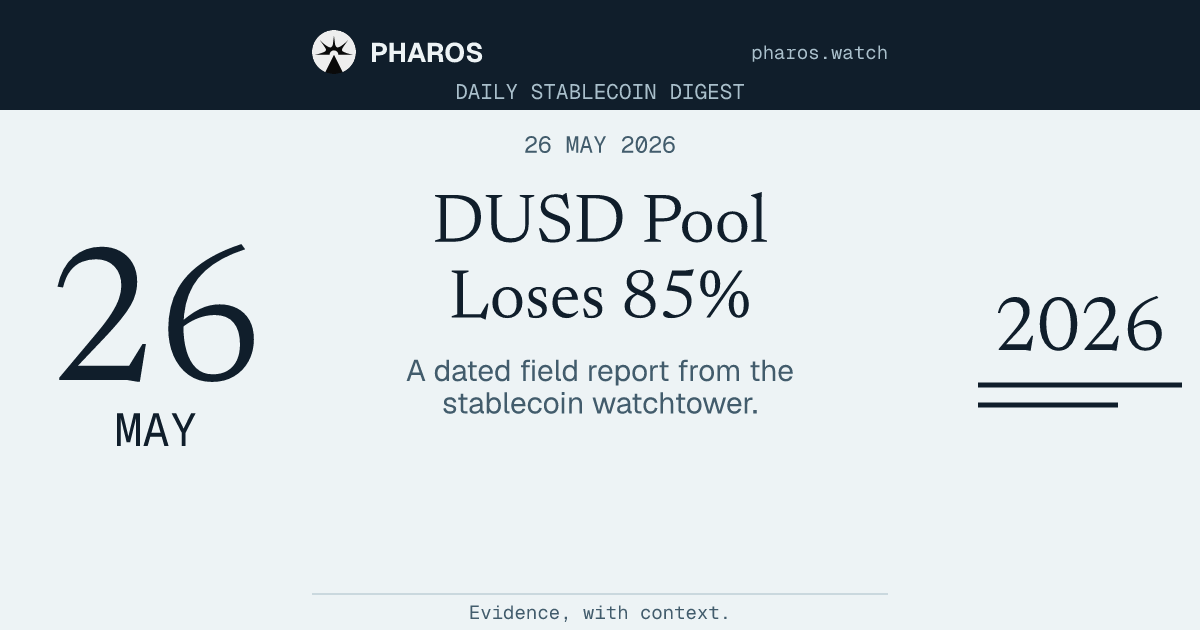 PHAROS
pharos.watch
DAILY STABLECOIN DIGEST
26 MAY 2026
DUSD Pool
Loses 85%
A dated field report from the
stablecoin watchtower.
26
MAY
2026
Evidence, with context.